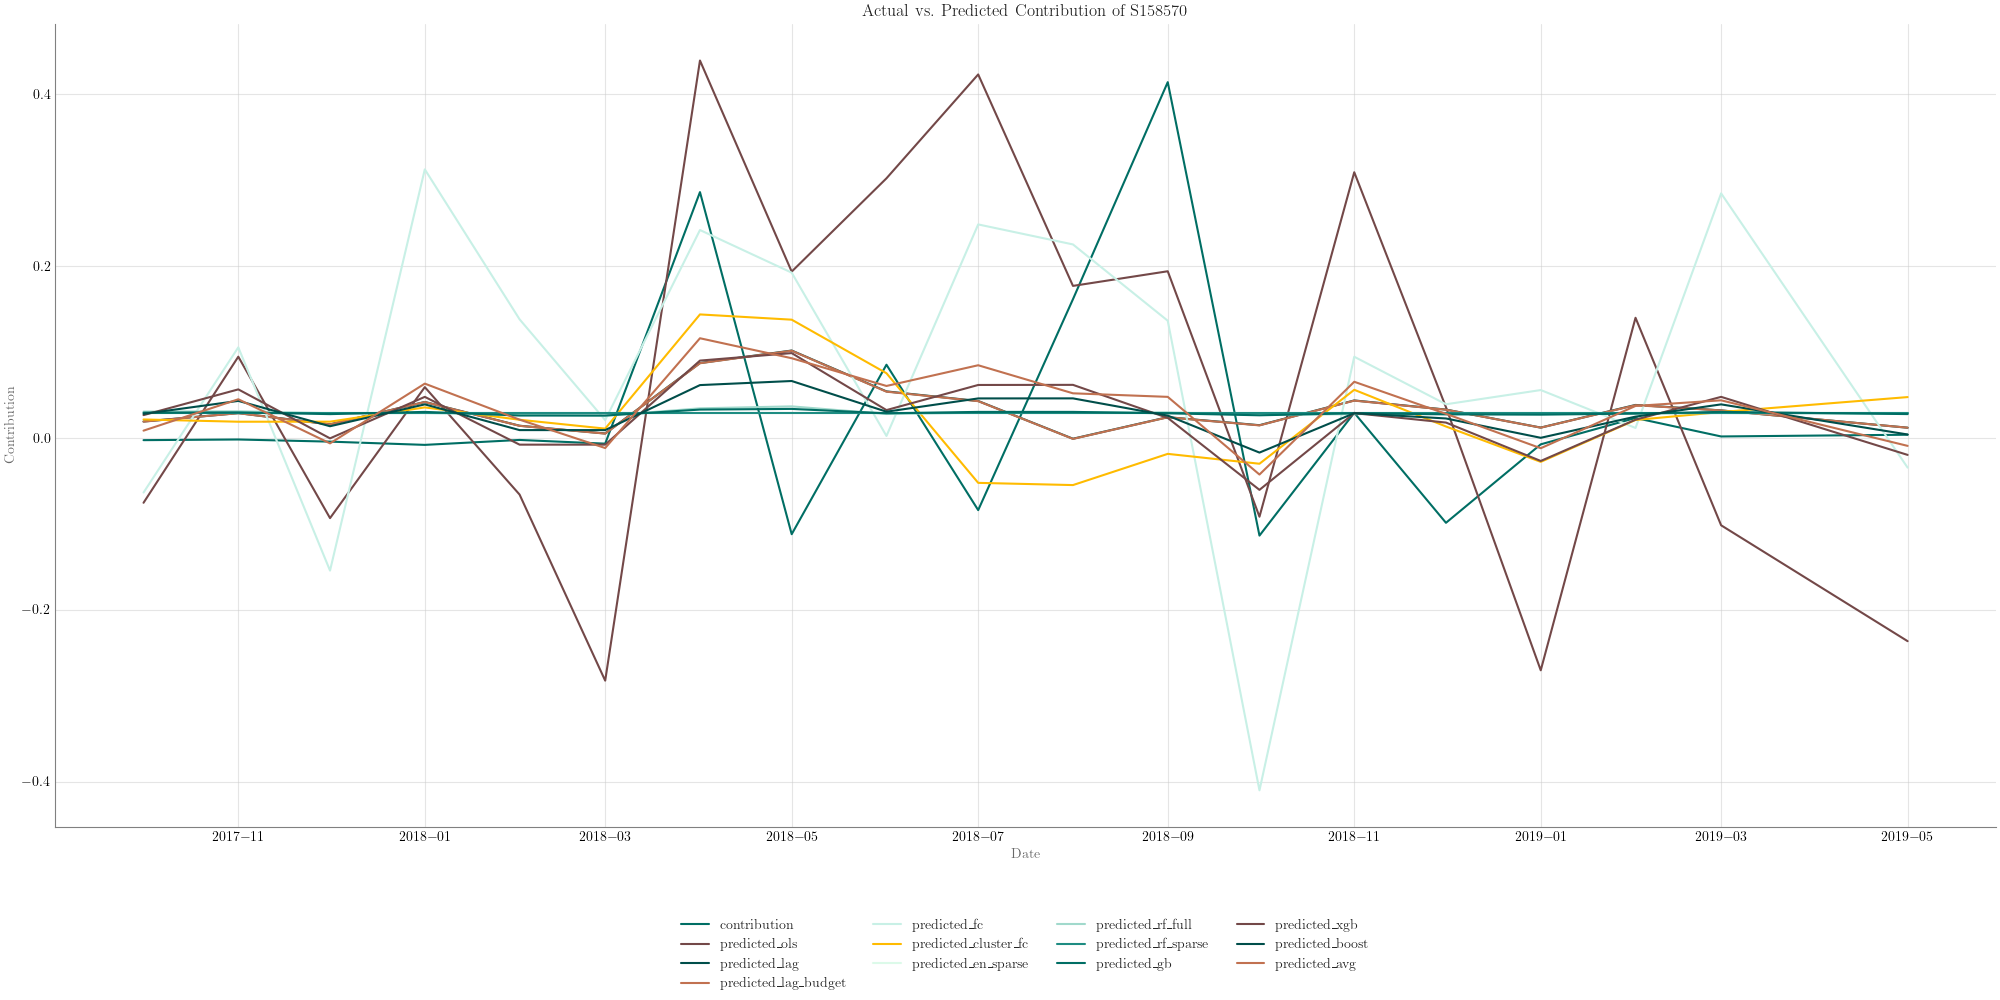 Actual vs. Predicted Contribution of S158570
0.4
0.2
0.0
−0.2
−0.4
Contribution
2017−11
2018−01
2018−03
2018−05
2018−07
2018−09
2018−11
2019−01
2019−03
2019−05
Date
contribution
predicted_ols
predicted_lag
predicted_lag_budget
predicted_fc
predicted_cluster_fc
predicted_en_sparse
predicted_rf_full
predicted_rf_sparse
predicted_gb
predicted_xgb
predicted_boost
predicted_avg